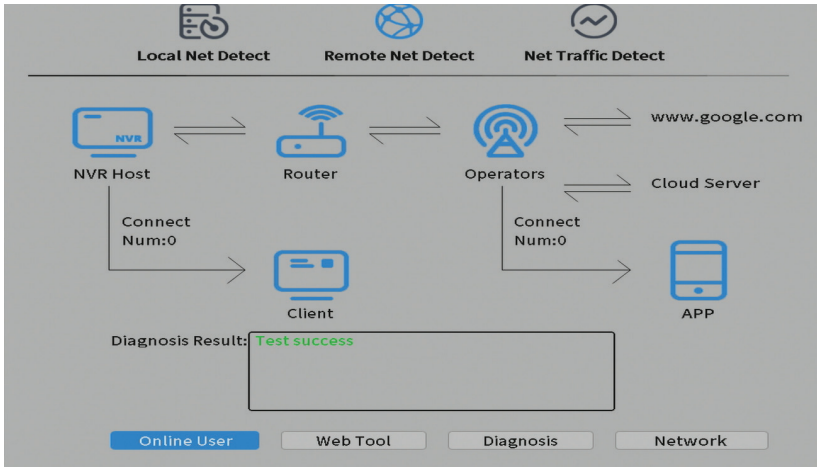 Local Net Detect
Remote Net Detect
Net Traffic Detect
NVR
www.google.com
NVR Host
Router
Operators
Cloud Server
Connect
Num:0
Connect
Num:0
Client
APP
Diagnosis Result:
Test success
Online User
Web Tool
Diagnosis
Network